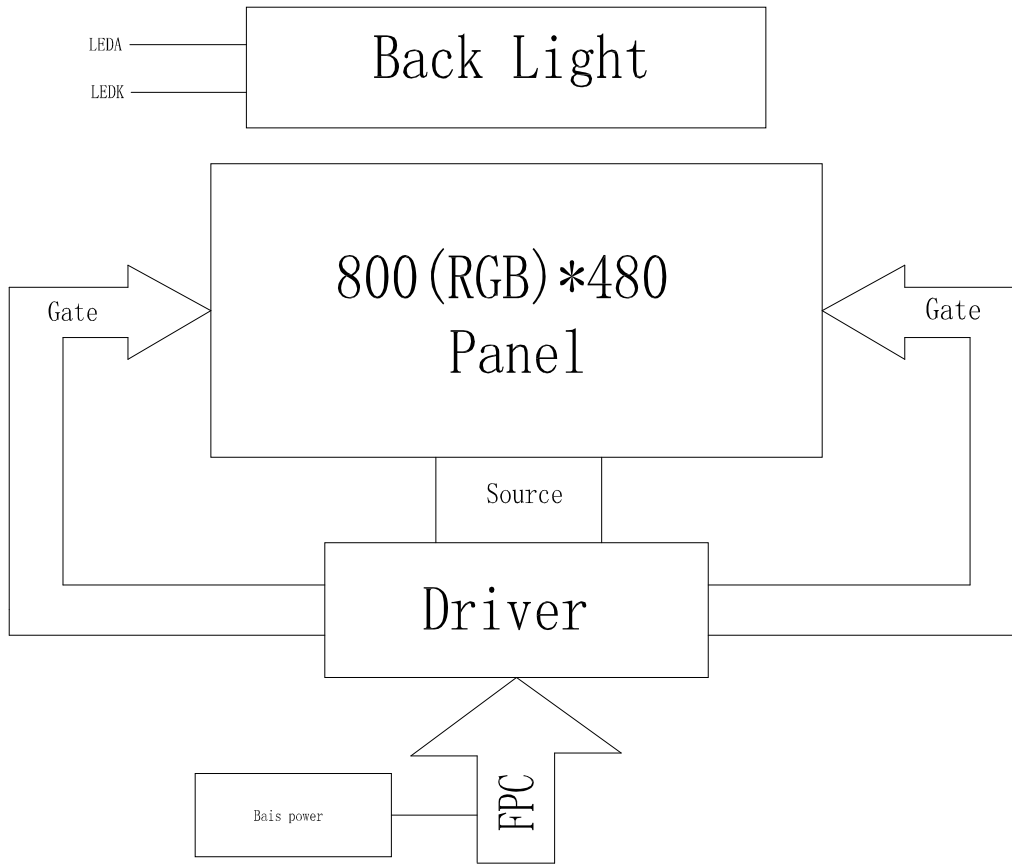 LEDA
Back Light
LEDK
800(RGB)*480
Panel
Gate
Gate
Source
Driver
FPC
Bais power